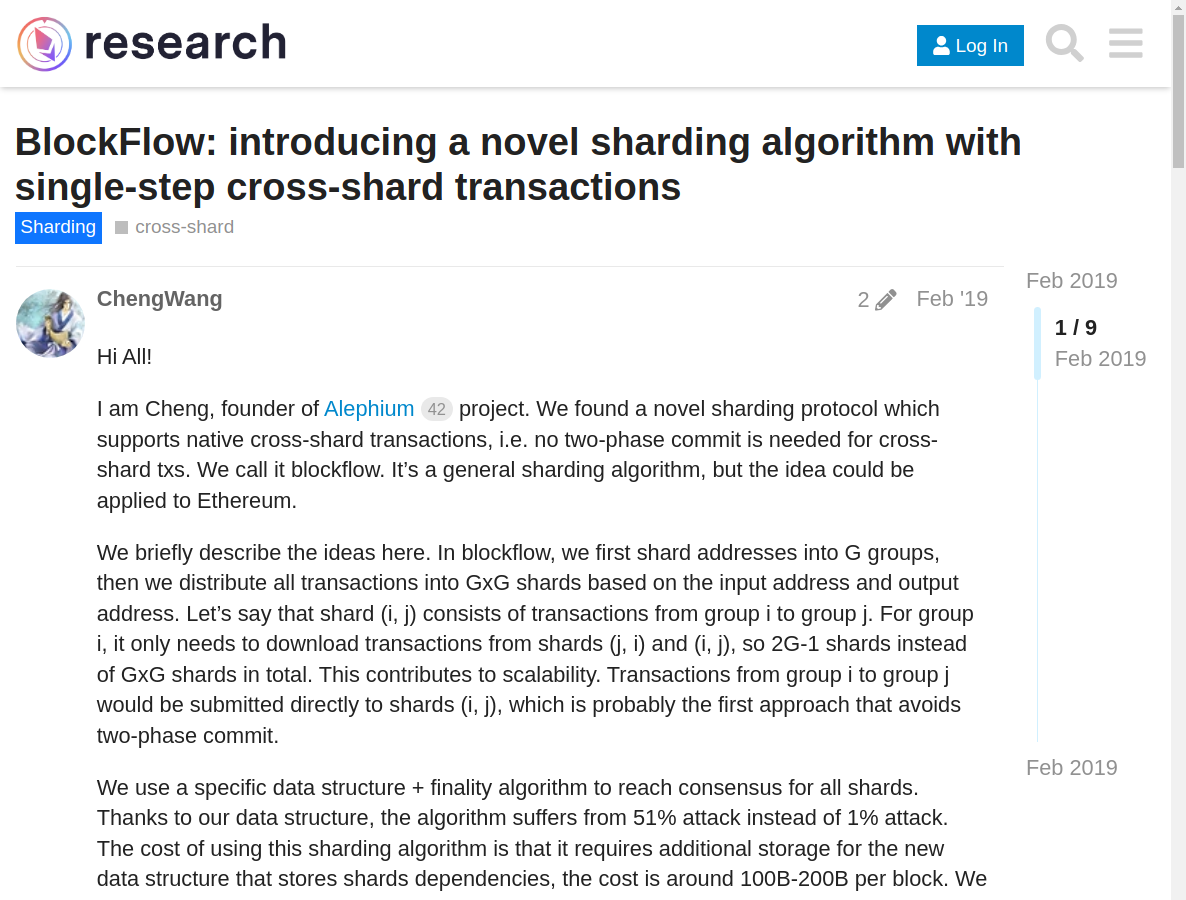 research
Log In
BlockFlow: introducing a novel sharding algorithm with
single-step cross-shard transactions
Sharding
cross-shard
ChengWang
2
Feb '19
Feb 2019
1 / 9
Feb 2019
Hi All!
I am Cheng, founder of Alephium 42 project. We found a novel sharding protocol which
supports native cross-shard transactions, i.e. no two-phase commit is needed for cross-
shard txs. We call it blockflow. It’s a general sharding algorithm, but the idea could be
applied to Ethereum.
We briefly describe the ideas here. In blockflow, we first shard addresses into G groups,
then we distribute all transactions into GxG shards based on the input address and output
address. Let’s say that shard (i, j) consists of transactions from group i to group j. For group
i, it only needs to download transactions from shards (j, i) and (i, j), so 2G-1 shards instead
of GxG shards in total. This contributes to scalability. Transactions from group i to group j
would be submitted directly to shards (i, j), which is probably the first approach that avoids
two-phase commit.
Feb 2019
We use a specific data structure + finality algorithm to reach consensus for all shards.
Thanks to our data structure, the algorithm suffers from 51% attack instead of 1% attack.
The cost of using this sharding algorithm is that it requires additional storage for the new
data structure that stores shards dependencies, the cost is around 100B-200B per block. We